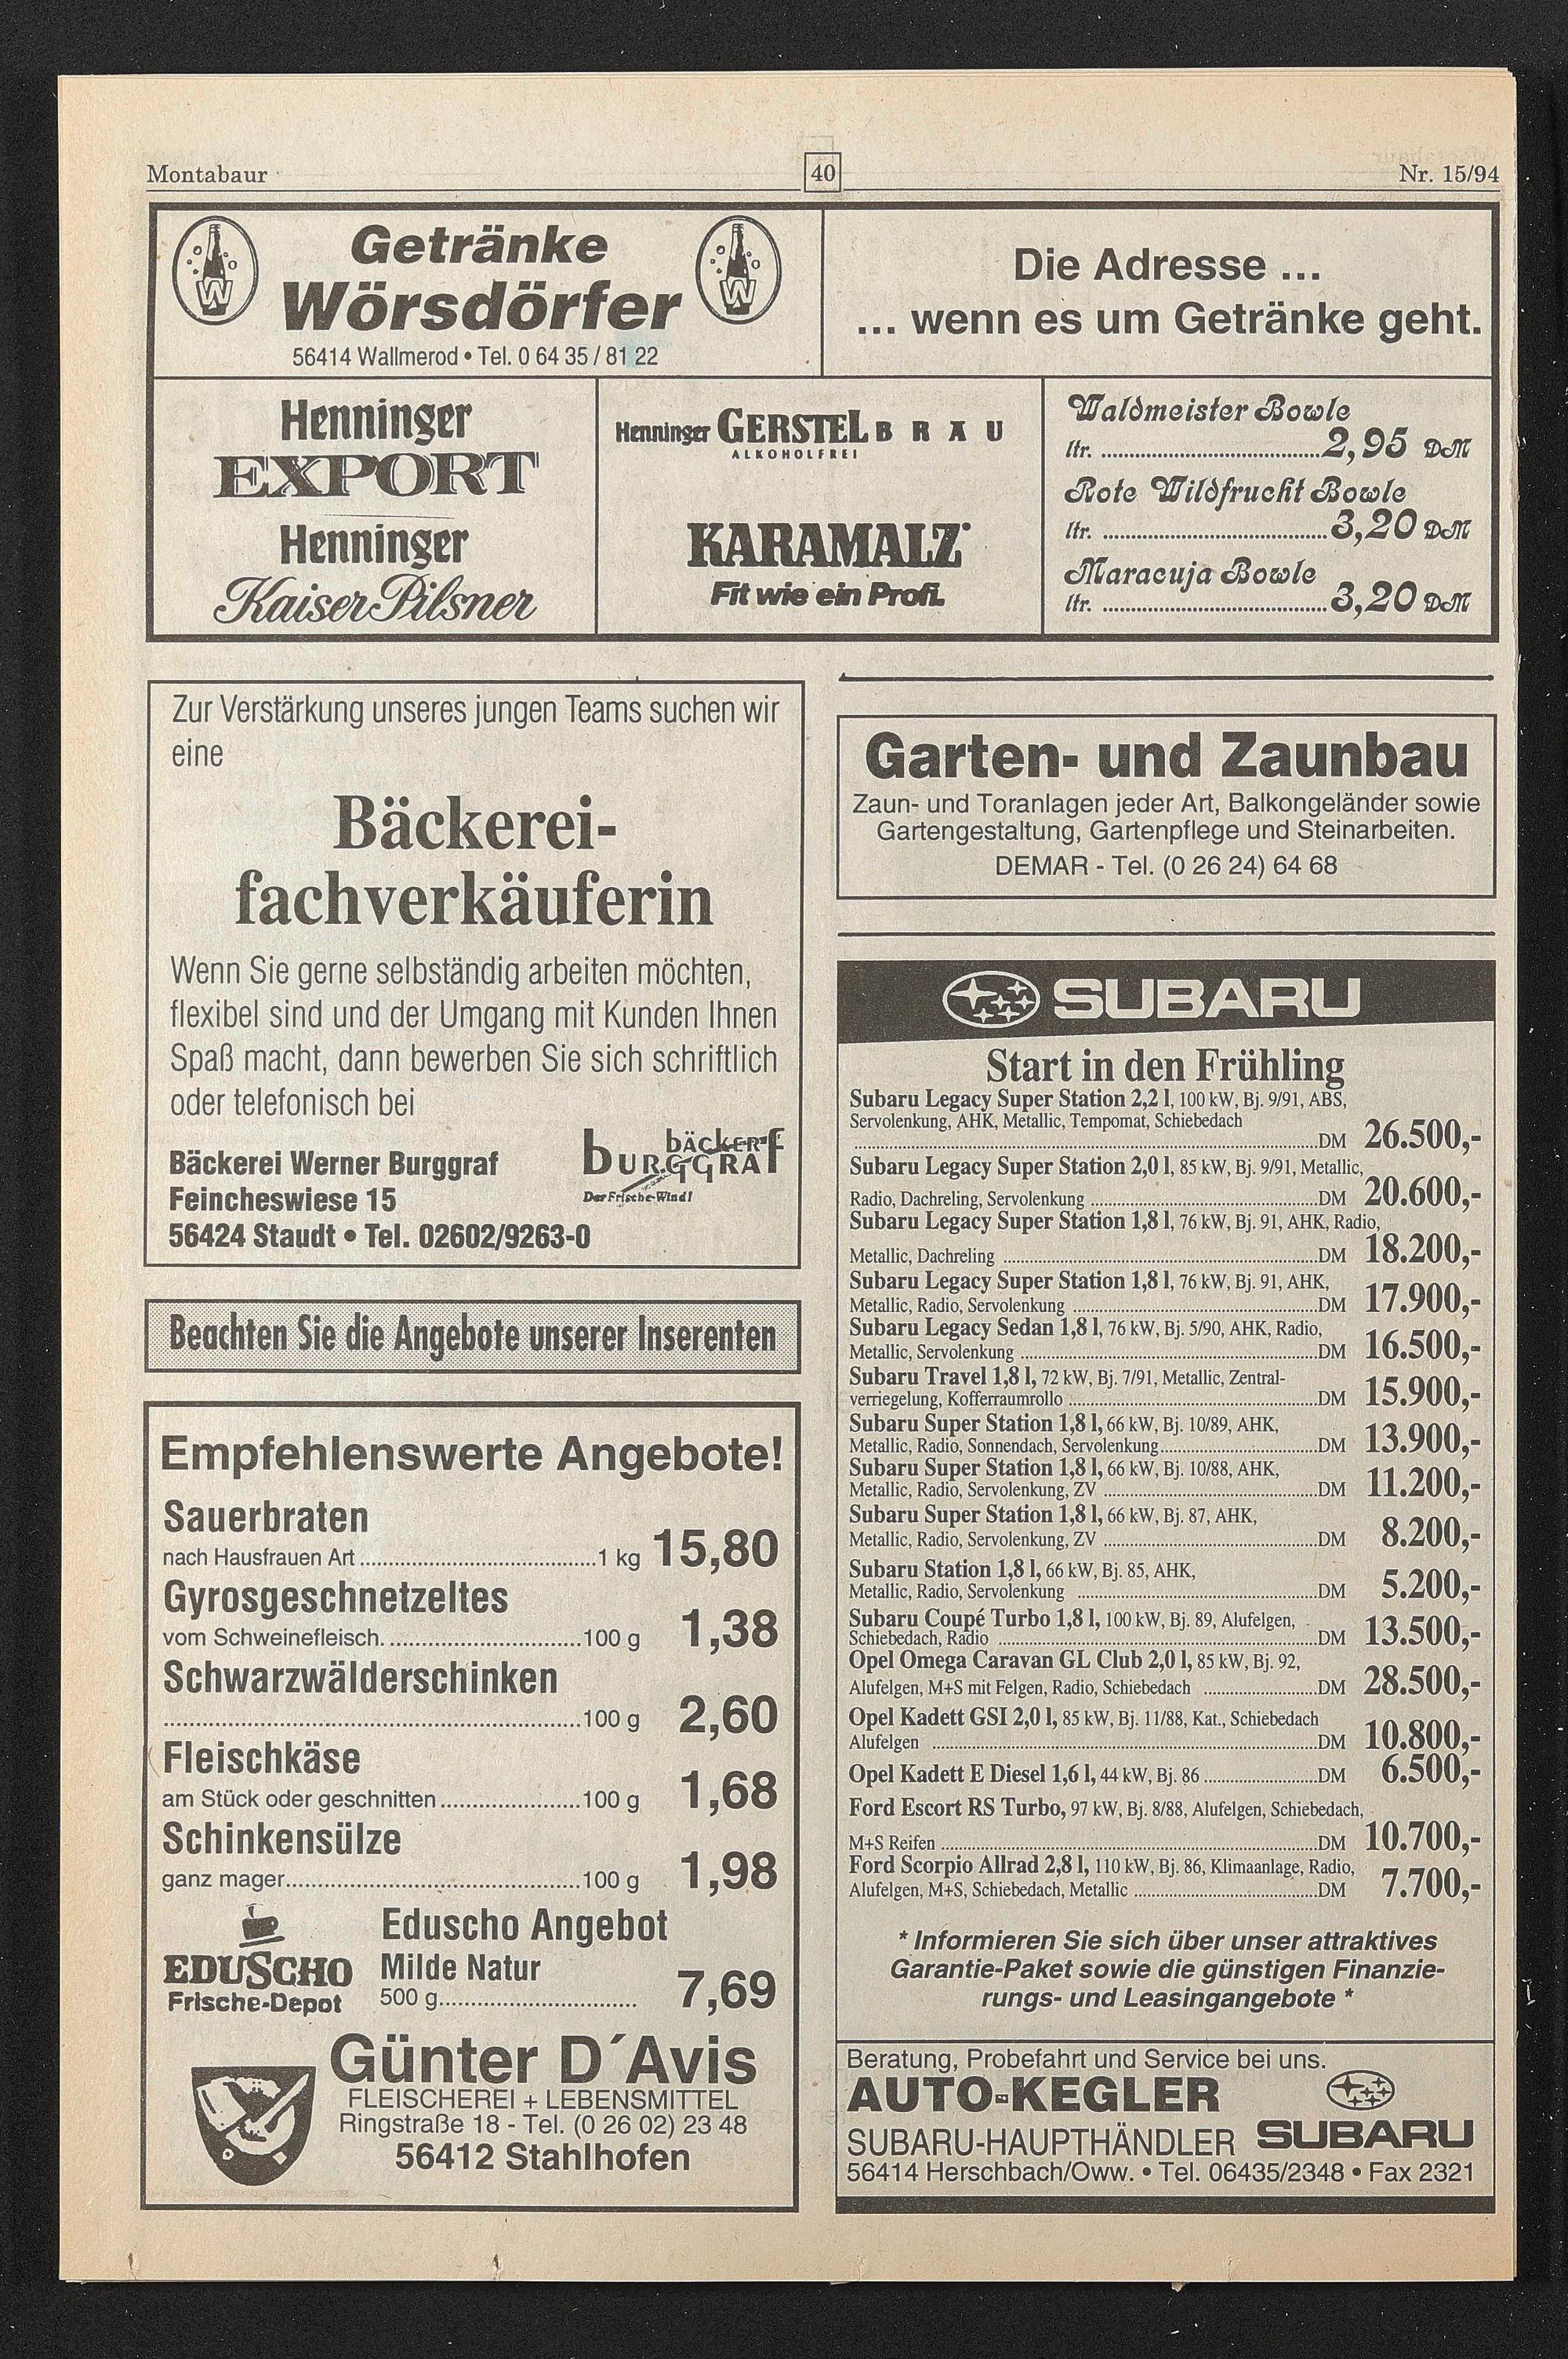 Montabaur
40
Nr. 15/94
Getränke
Wörsdörfer
56414 Wallmerod • Tel. 0 64 35 / 81 22
Die Adresse ...
... wenn es um Getränke geht.
Henninger
EXPORT
Henninger
Kaiser Pilsner
Henninger GERSTEL BRÄU
ALKOHOLFREI
KARAMALZ
Fit wie ein Profi.
Waldmeister Bowle
ltr. ........ 2,95 DM
Rote Wildfrucht Bowle
ltr. ........ 3,20 DM
Maracuja Bowle
ltr. ........ 3,20 DM
Zur Verstärkung unseres jungen Teams suchen wir
eine
Bäckerei-
fachverkäuferin
Wenn Sie gerne selbständig arbeiten möchten,
flexibel sind und der Umgang mit Kunden Ihnen
Spaß macht, dann bewerben Sie sich schriftlich
oder telefonisch bei
Bäckerei Werner Burggraf
Feincheswiese 15
56424 Staudt • Tel. 02602/9263-0
bäckerei
burggraf
Der Frische-Wind!
Beachten Sie die Angebote unserer Inserenten
Empfehlenswerte Angebote!
Sauerbraten
nach Hausfrauen Art ........ 1 kg 15,80
Gyrosgeschnetzeltes
vom Schweinefleisch. ........ 100 g 1,38
Schwarzwälderschinken
........ 100 g 2,60
Fleischkäse
am Stück oder geschnitten ........ 100 g 1,68
Schinkensülze
ganz mager ........ 100 g 1,98
EDUSCHO
Frische-Depot
Eduscho Angebot
Milde Natur
500 g ........ 7,69
Günter D´Avis
FLEISCHEREI + LEBENSMITTEL
Ringstraße 18 - Tel. (0 26 02) 23 48
56412 Stahlhofen
Garten- und Zaunbau
Zaun- und Toranlagen jeder Art, Balkongeländer sowie
Gartengestaltung, Gartenpflege und Steinarbeiten.
DEMAR - Tel. (0 26 24) 64 68
SUBARU
Start in den Frühling
Subaru Legacy Super Station 2,2 l, 100 kW, Bj. 9/91, ABS,
Servolenkung, AHK, Metallic, Tempomat, Schiebedach
........ DM 26.500,-
Subaru Legacy Super Station 2,0 l, 85 kW, Bj. 9/91, Metallic,
Radio, Dachreling, Servolenkung ........ DM 20.600,-
Subaru Legacy Super Station 1,8 l, 76 kW, Bj. 91, AHK, Radio,
Metallic, Dachreling ........ DM 18.200,-
Subaru Legacy Super Station 1,8 l, 76 kW, Bj. 91, AHK,
Metallic, Radio, Servolenkung ........ DM 17.900,-
Subaru Legacy Sedan 1,8 l, 76 kW, Bj. 5/90, AHK, Radio,
Metallic, Servolenkung ........ DM 16.500,-
Subaru Travel 1,8 l, 72 kW, Bj. 7/91, Metallic, Zentral-
verriegelung, Kofferraumrollo ........ DM 15.900,-
Subaru Super Station 1,8 l, 66 kW, Bj. 10/89, AHK,
Metallic, Radio, Sonnendach, Servolenkung ........ DM 13.900,-
Subaru Super Station 1,8 l, 66 kW, Bj. 10/88, AHK,
Metallic, Radio, Servolenkung, ZV ........ DM 11.200,-
Subaru Super Station 1,8 l, 66 kW, Bj. 87, AHK,
Metallic, Radio, Servolenkung, ZV ........ DM 8.200,-
Subaru Station 1,8 l, 66 kW, Bj. 85, AHK,
Metallic, Radio, Servolenkung ........ DM 5.200,-
Subaru Coupé Turbo 1,8 l, 100 kW, Bj. 89, Alufelgen,
Schiebedach, Radio ........ DM 13.500,-
Opel Omega Caravan GL Club 2,0 l, 85 kW, Bj. 92,
Alufelgen, M+S mit Felgen, Radio, Schiebedach ........ DM 28.500,-
Opel Kadett GSI 2,0 l, 85 kW, Bj. 11/88, Kat., Schiebedach
Alufelgen ........ DM 10.800,-
Opel Kadett E Diesel 1,6 l, 44 kW, Bj. 86 ........ DM 6.500,-
Ford Escort RS Turbo, 97 kW, Bj. 8/88, Alufelgen, Schiebedach,
M+S Reifen ........ DM 10.700,-
Ford Scorpio Allrad 2,8 l, 110 kW, Bj. 86, Klimaanlage, Radio,
Alufelgen, M+S, Schiebedach, Metallic ........ DM 7.700,-
* Informieren Sie sich über unser attraktives
Garantie-Paket sowie die günstigen Finanzie-
rungs- und Leasingangebote *
Beratung, Probefahrt und Service bei uns.
AUTO-KEGLER
SUBARU-HAUPTHÄNDLER SUBARU
56414 Herschbach/Oww. • Tel. 06435/2348 • Fax 2321